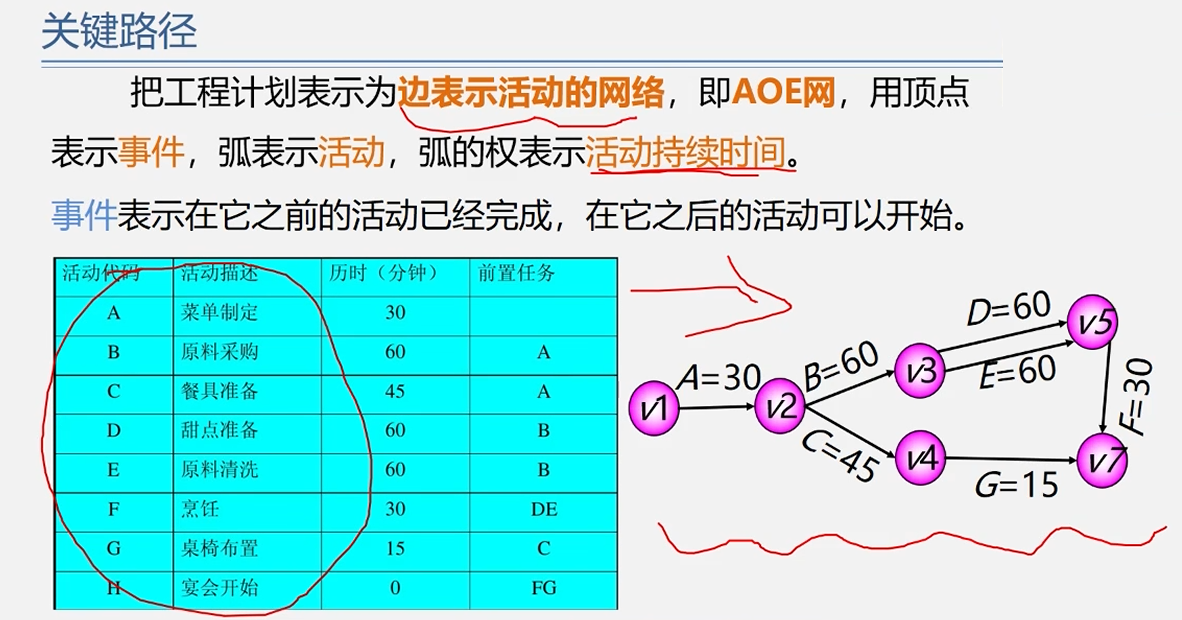 关键路径
把工程计划表示为边表示活动的网络，即AOE网，用顶点
表示事件，弧表示活动，弧的权表示活动持续时间。
事件表示在它之前的活动已经完成，在它之后的活动可以开始。
活动代码 活动描述 历时（分钟） 前置任务
A 菜单制定 30
B 原料采购 60 A
C 餐具准备 45 A
D 甜点准备 60 B
E 原料清洗 60 B
F 烹饪 30 DE
G 桌椅布置 15 C
H 宴会开始 0 FG
D=60
v5
B=60
v3
E=60
A=30
F=30
v1
v2
C=45
v4
v7
G=15